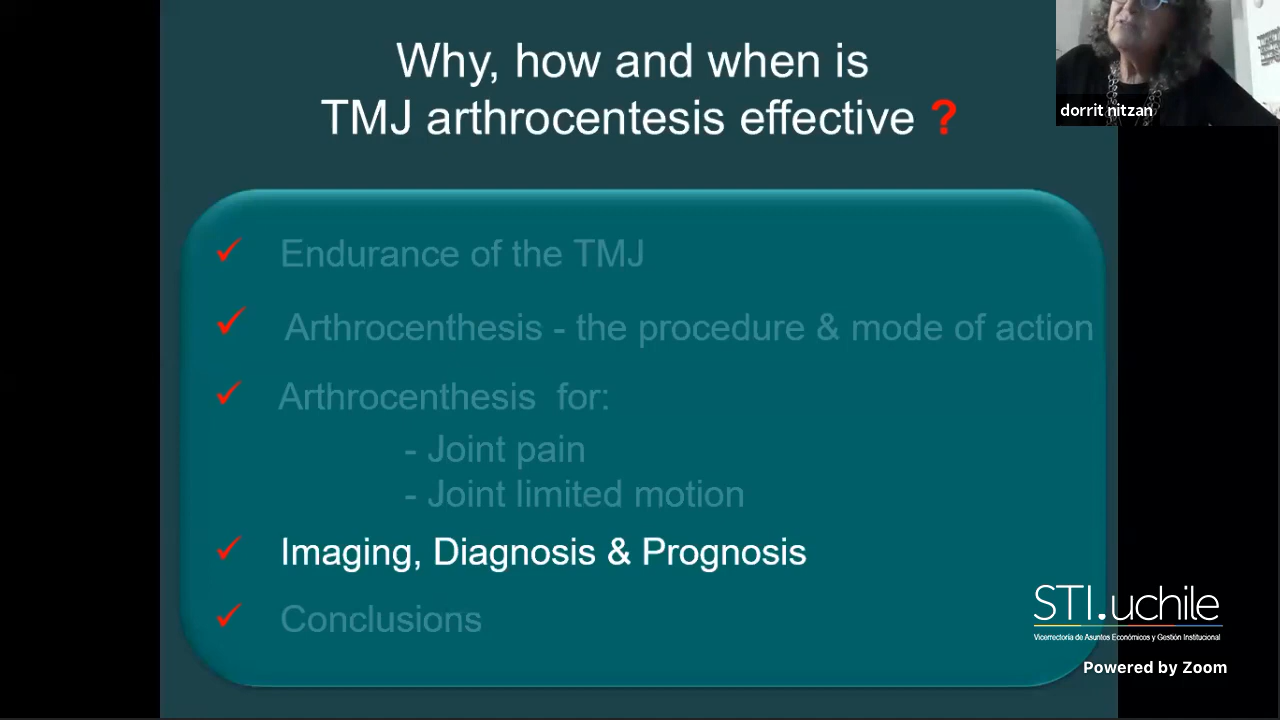 Why, how and when is
TMJ arthrocentesis effective ?
dorrit nitzan
✓ Endurance of the TMJ
✓ Arthrocenthesis - the procedure & mode of action
✓ Arthrocenthesis for:
- Joint pain
- Joint limited motion
✓ Imaging, Diagnosis & Prognosis
✓ Conclusions
STI.uchile
Vicerrectoría de Asuntos Económicos y Gestión Institucional
Powered by Zoom